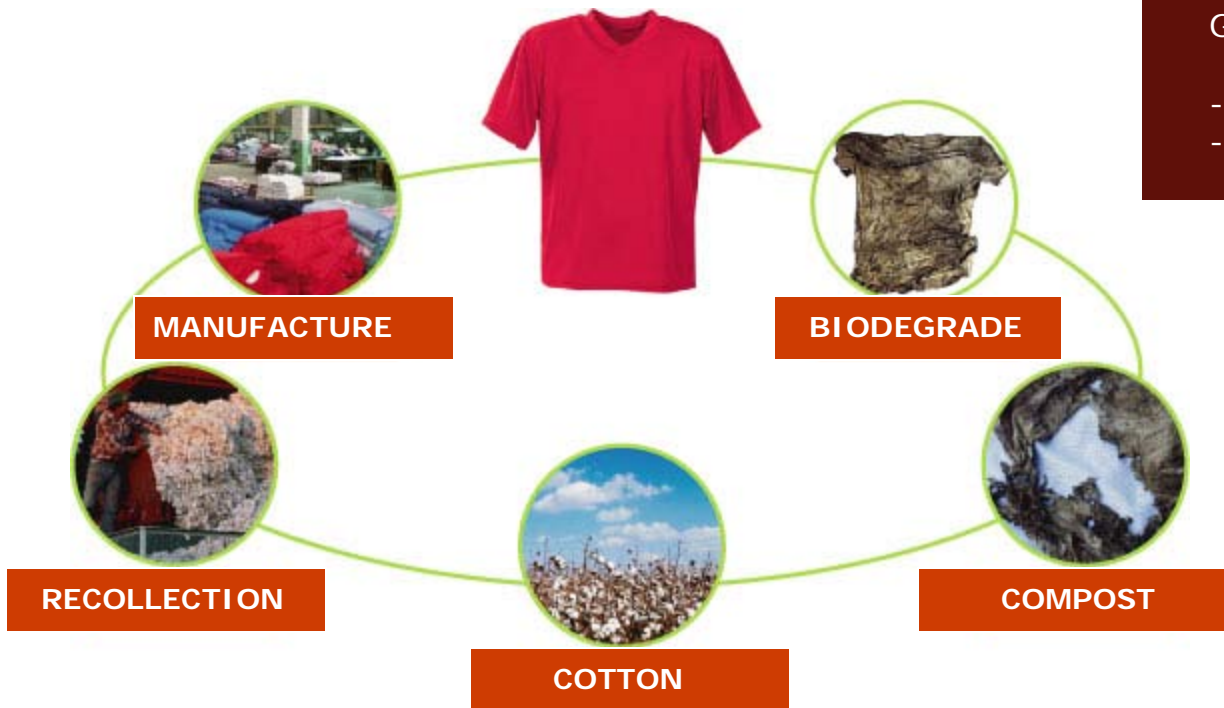 G
-
-
MANUFACTURE
BIODEGRADE
RECOLLECTION
COMPOST
COTTON